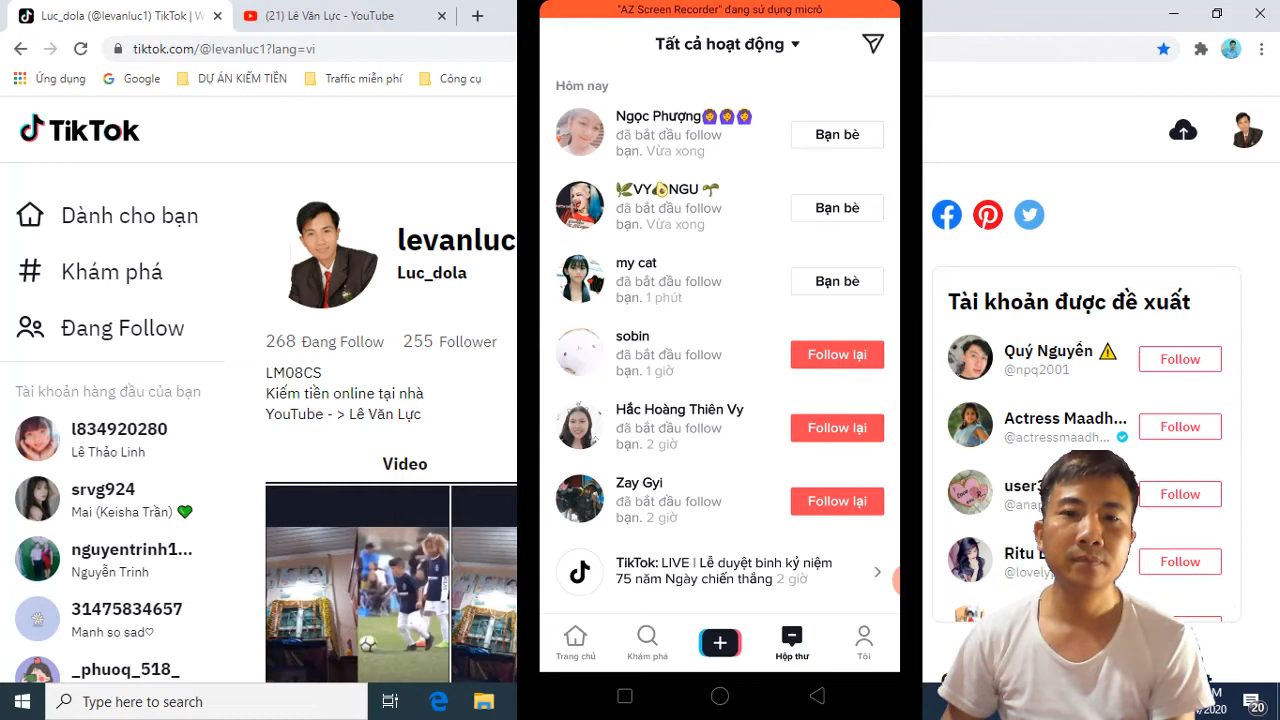 Luc_dola (@levanluc1) TikTok | W
(21) Lê Văn Lực - YouTube
tiktok.com/@levanluc1?lang=vi
Ứng dụng
Google
DỰ ÁN KIẾM TIỀN
Traffic miễn phí
Công cụ
TikTok
Dành cho bạn
Khám phá
Đang Follow
Tài khoản hàng đầu của bạn
l834920280
Lê Thảo Linh
srvg924
Mai (Keisha Trần) 💚
nguyentrinh1...
Nguyễn Trinh
31475834657
Manh so sad♡
_phuoq_518_
levanluc
Luc_dola
268 Đang Follow 255 Follower
LM08CS
Kiếm tiền online tại nhà
YouTube - > Lê Văn Lực
Video
"AZ Screen Recorder" đang sử dụng micrô
Tất cả hoạt động
Hôm nay
Ngọc Phượng🙆‍♀️🙆‍♀️🙆‍♀️
đã bắt đầu follow
bạn. Vừa xong
Bạn bè
🌿VY🥑NGU 🌱
đã bắt đầu follow
bạn. Vừa xong
Bạn bè
my cat
đã bắt đầu follow
bạn. 1 phút
Bạn bè
sobin
đã bắt đầu follow
bạn. 1 giờ
Follow lại
Hắc Hoàng Thiên Vy
đã bắt đầu follow
bạn. 2 giờ
Follow lại
Zay Gyi
đã bắt đầu follow
bạn. 2 giờ
Follow lại
TikTok: LIVE | Lễ duyệt binh kỷ niệm
75 năm Ngày chiến thắng 2 giờ
Trang chủ
Khám phá
Hộp thư
Tôi
Tài khoản được đề xuất
Quý Nguyễn ⚠️
@npq2001
Follow
Actress Maadh...
@actressmaadh...
Follow
@anap
Follow
Ritu
@lovely
Follow
Type here to search
20